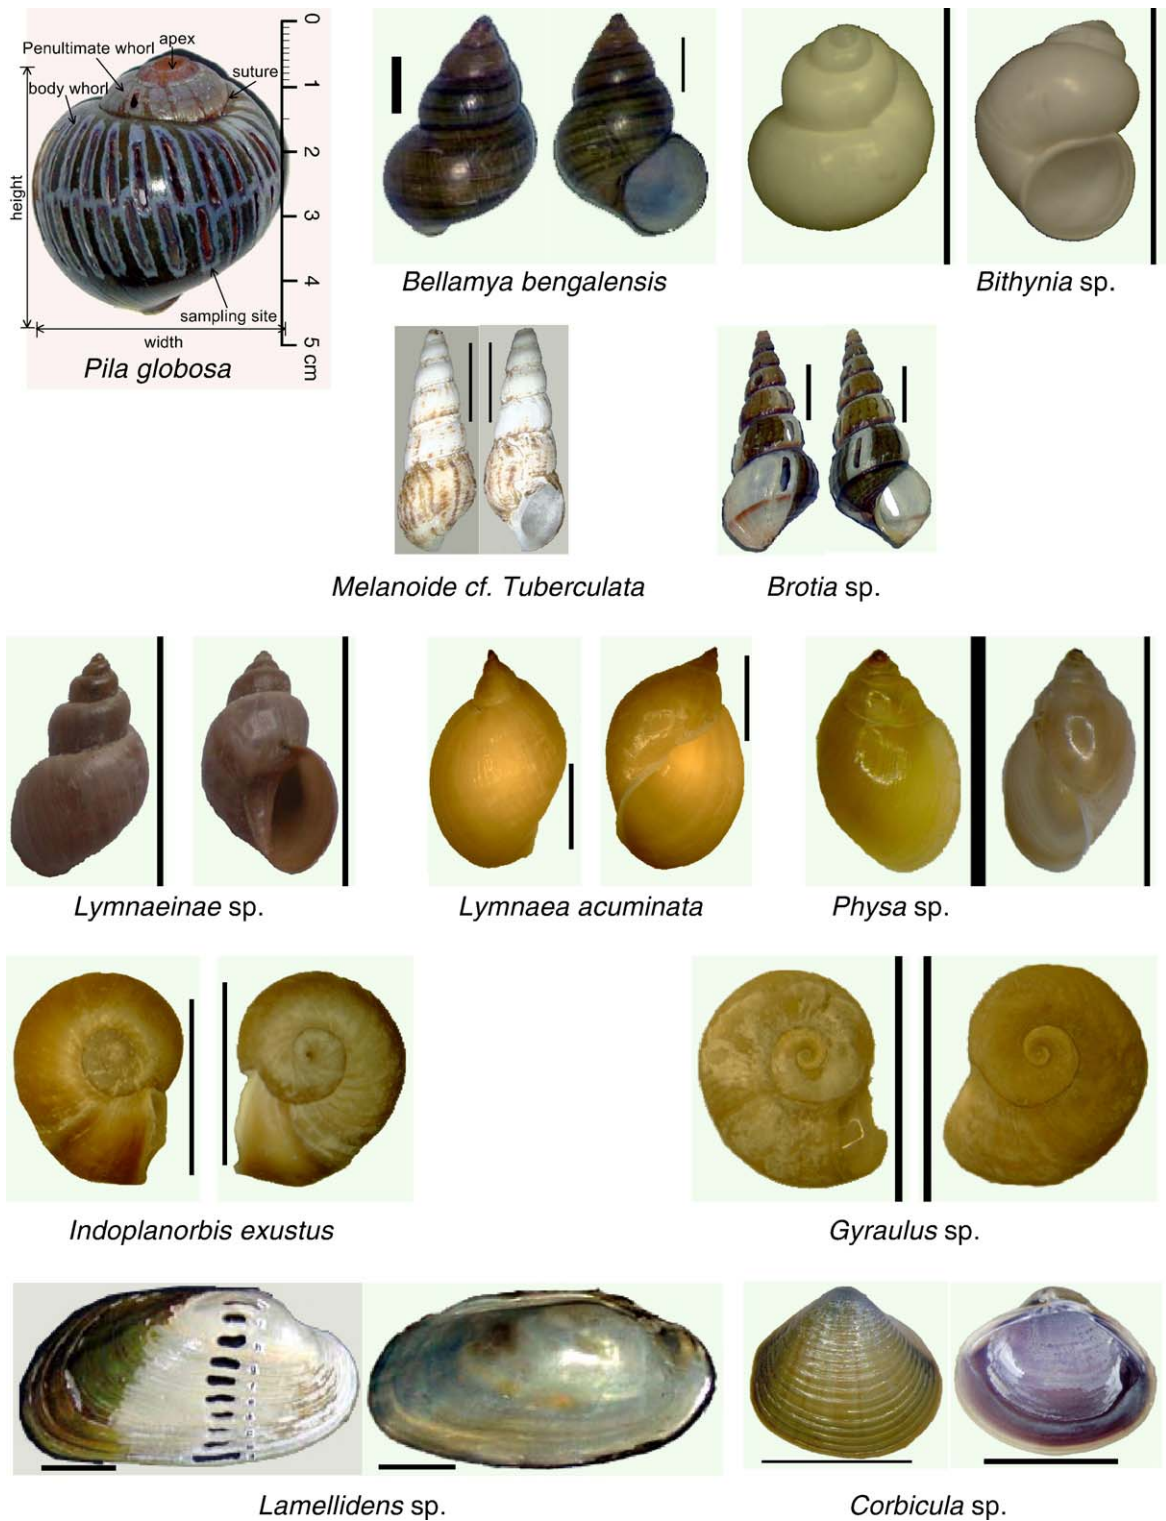 0
apex
Penultimate whorl
suture
body whorl
1
2
height
3
4
sampling site
width
5 cm
Pila globosa
Bellamya bengalensis
Bithynia sp.
Melanoide cf. Tuberculata
Brotia sp.
Lymnaeinae sp.
Lymnaea acuminata
Physa sp.
Indoplanorbis exustus
Gyraulus sp.
Lamellidens sp.
Corbicula sp.